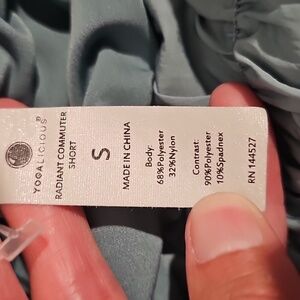 YOGALICIOUS®
RADIANT COMMUTER
SHORT
S
MADE IN CHINA
Body:
68%Polyester
32%Nylon
Contrast:
90%Polyester
10%Spadnex
RN 144527